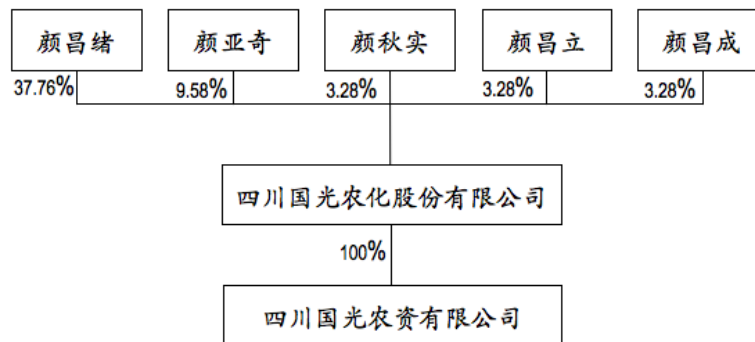 颜昌绪
颜亚奇
颜秋实
颜昌立
颜昌成
37.76%
9.58%
3.28%
3.28%
3.28%
四川国光农化股份有限公司
100%
四川国光农资有限公司